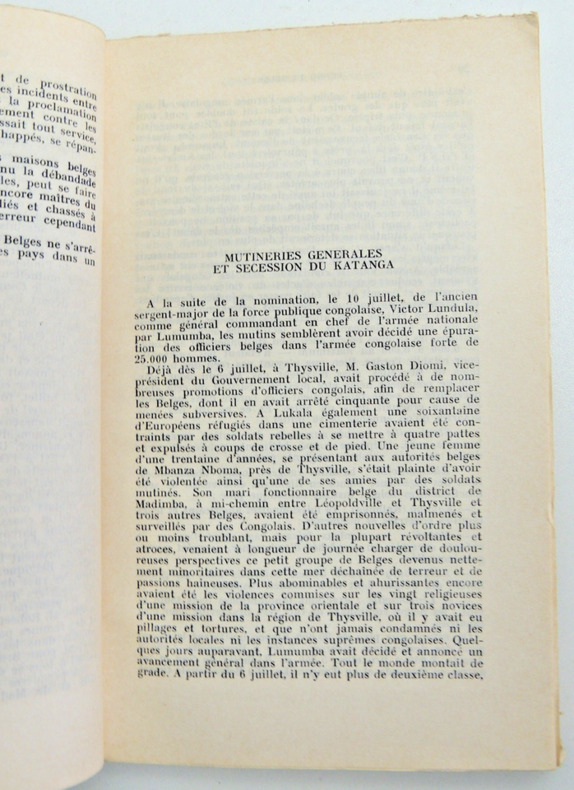 t de prostration
es incidents entre
la proclamation
ement contre les
ssait tout service,
happés, se répan-
maisons belges
nu la débandade
les, peut se faire
encore maîtres du
liés et chassés à
erreur cependant
Belges ne s'arrê-
es pays dans un
MUTINERIES GENERALES
ET SECESSION DU KATANGA
A la suite de la nomination, le 10 juillet, de l'ancien
sergent-major de la force publique congolaise, Victor Lundula,
comme général commandant en chef de l'armée nationale
par Lumumba, les mutins semblèrent avoir décidé une épura-
tion des officiers belges dans l'armée congolaise forte de
25.000 hommes.
Déjà dès le 6 juillet, à Thysville, M. Gaston Diomi, vice-
président du Gouvernement local, avait procédé à de nom-
breuses promotions d'officiers congolais, afin de remplacer
les Belges, dont il en avait arrêté cinquante pour cause de
menées subversives. A Lukala également une soixantaine
d'Européens réfugiés dans une cimenterie avaient été con-
traints par des soldats rebelles à se mettre à quatre pattes
et expulsés à coups de crosse et de pied. Une jeune femme
d'une trentaine d'années, se présentant aux autorités belges
de Mbanza Nboma, près de Thysville, s'était plainte d'avoir
été violentée ainsi qu'une de ses amies par des soldats
mutinés. Son mari fonctionnaire belge du district de
Madimba, à mi-chemin entre Léopoldville et Thysville et
trois autres Belges, avaient été emprisonnés, malmenés et
surveillés par des Congolais. D'autres nouvelles d'ordre plus
ou moins troublant, mais pour la plupart révoltantes et
atroces, venaient à longueur de journée charger de doulou-
reuses perspectives ce petit groupe de Belges devenus nette-
ment minoritaires dans cette mer déchaînée de terreur et de
passions haineuses. Plus abominables et ahurissantes encore
avaient été les violences commises sur les vingt religieuses
d'une mission de la province orientale et sur trois novices
d'une mission dans la région de Thysville, où il y avait eu
pillages et tortures, et que n'ont jamais condamnés ni les
autorités locales ni les instances suprêmes congolaises. Quel-
ques jours auparavant, Lumumba avait décidé et annoncé un
avancement général dans l'armée. Tout le monde montait de
grade. A partir du 6 juillet, il n'y eut plus de deuxième classe,